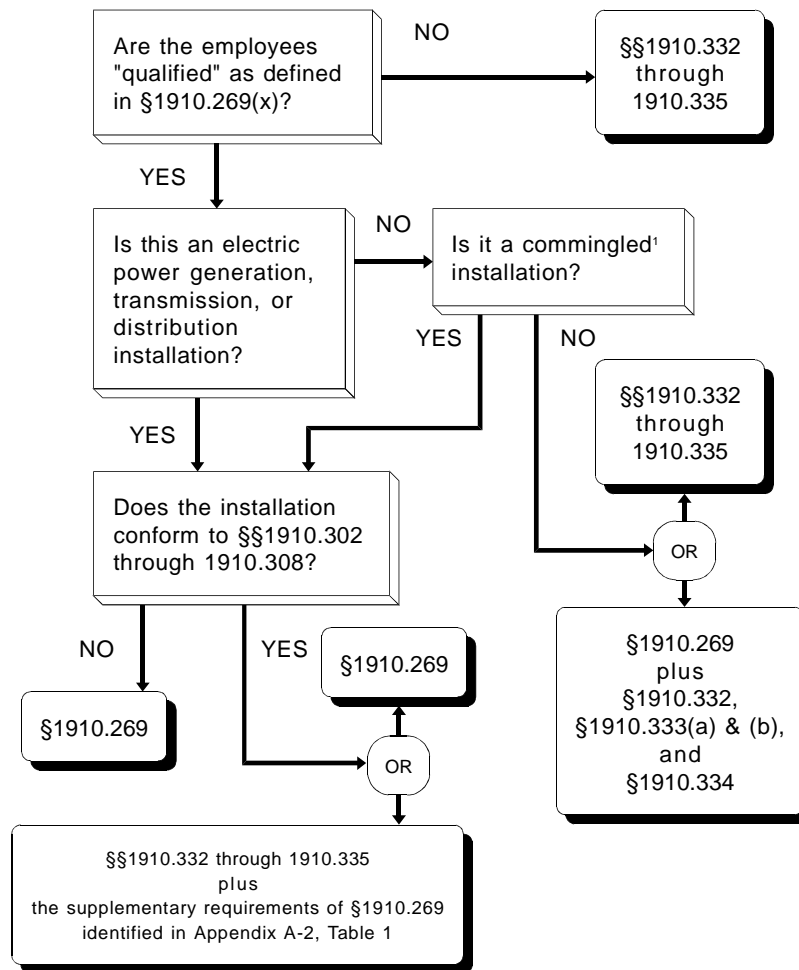 Are the employees
"qualified" as defined
in §1910.269(x)?
NO
§§1910.332
through
1910.335
YES
Is this an electric
power generation,
transmission, or
distribution
installation?
NO
Is it a commingled¹
installation?
YES
NO
§§1910.332
through
1910.335
YES
Does the installation
conform to §§1910.302
through 1910.308?
OR
NO
YES
§1910.269
§1910.269
§1910.269
plus
§1910.332,
§1910.333(a) & (b),
and
§1910.334
OR
§§1910.332 through 1910.335
plus
the supplementary requirements of §1910.269
identified in Appendix A-2, Table 1